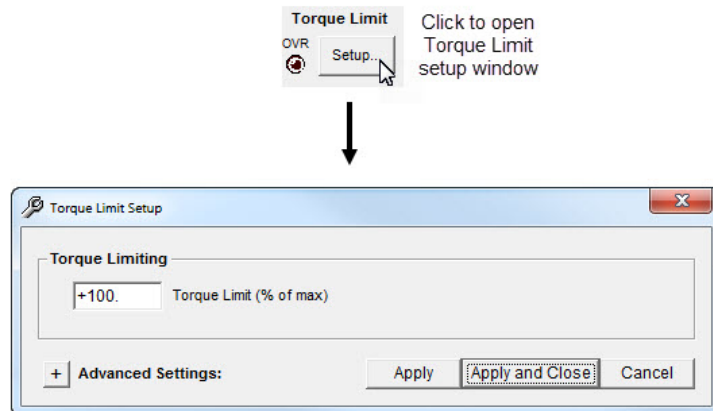 Torque Limit
OVR
Setup...
Click to open
Torque Limit
setup window
Torque Limit Setup
Torque Limiting
+100.
Torque Limit (% of max)
+ Advanced Settings:
Apply
Apply and Close
Cancel